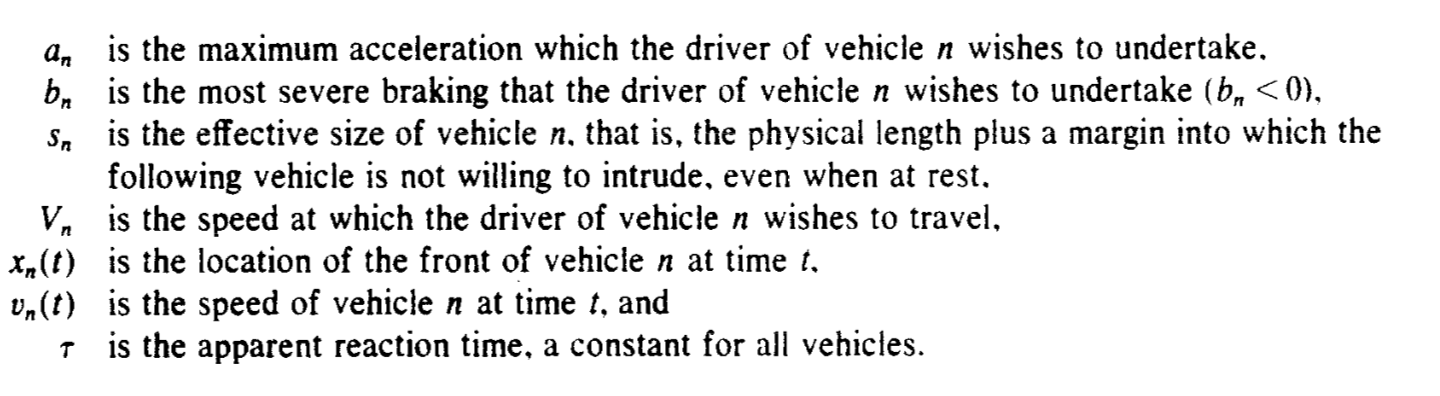 aₙ is the maximum acceleration which the driver of vehicle n wishes to undertake.
bₙ is the most severe braking that the driver of vehicle n wishes to undertake (bₙ < 0),
sₙ is the effective size of vehicle n, that is, the physical length plus a margin into which the
following vehicle is not willing to intrude, even when at rest,
Vₙ is the speed at which the driver of vehicle n wishes to travel,
xₙ(t) is the location of the front of vehicle n at time t,
vₙ(t) is the speed of vehicle n at time t, and
τ is the apparent reaction time, a constant for all vehicles.